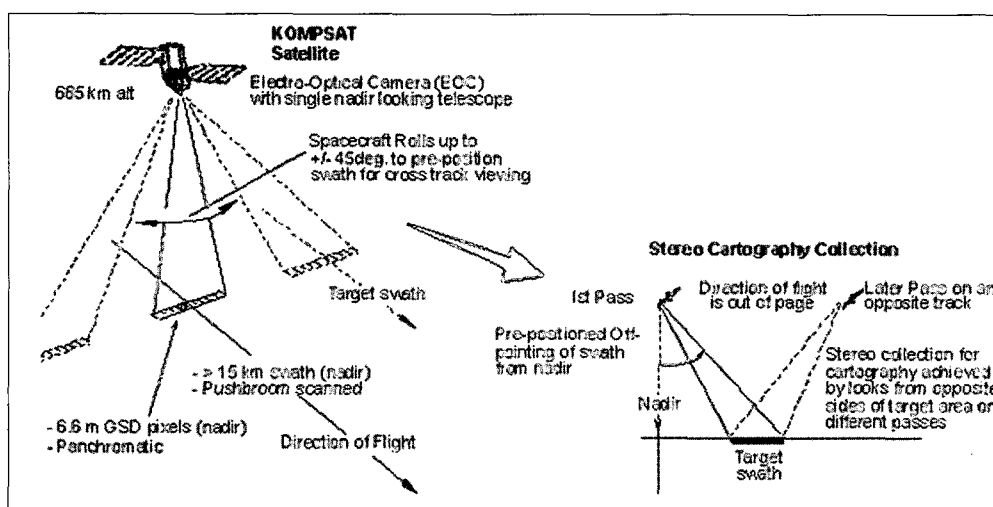 KOMPSAT
Satellite
Electro-Optical Camera (EOC)
with single nadir looking telescope
665 km alt
Spacecraft Rolls up to
+/- 45deg. to pre-position
swath for cross track viewing
Target swath
- > 15 km swath (nadir)
- Pushbroom scanned
- 6.6 m GSD pixels (nadir)
- Panchromatic
Direction of Flight
Stereo Cartography Collection
1st Pass
Direction of flight
is out of page
Later Pass on an
opposite track
Pre-positioned Off-
pointing of swath
from nadir
Nadir
Stereo collection for
cartography achieved
by looks from opposite
sides of target area on
different passes
Target
swath